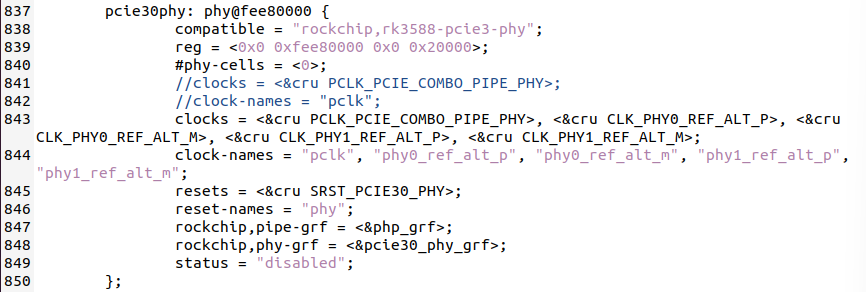 837 pcie30phy: phy@fee80000 {
838 compatible = "rockchip,rk3588-pcie3-phy";
839 reg = <0x0 0xfee80000 0x0 0x20000>;
840 #phy-cells = <0>;
841 //clocks = <&cru PCLK_PCIE_COMBO_PIPE_PHY>;
842 //clock-names = "pclk";
843 clocks = <&cru PCLK_PCIE_COMBO_PIPE_PHY>, <&cru CLK_PHY0_REF_ALT_P>, <&cru
CLK_PHY0_REF_ALT_M>, <&cru CLK_PHY1_REF_ALT_P>, <&cru CLK_PHY1_REF_ALT_M>;
844 clock-names = "pclk", "phy0_ref_alt_p", "phy0_ref_alt_m", "phy1_ref_alt_p",
"phy1_ref_alt_m";
845 resets = <&cru SRST_PCIE30_PHY>;
846 reset-names = "phy";
847 rockchip,pipe-grf = <&php_grf>;
848 rockchip,phy-grf = <&pcie30_phy_grf>;
849 status = "disabled";
850 };